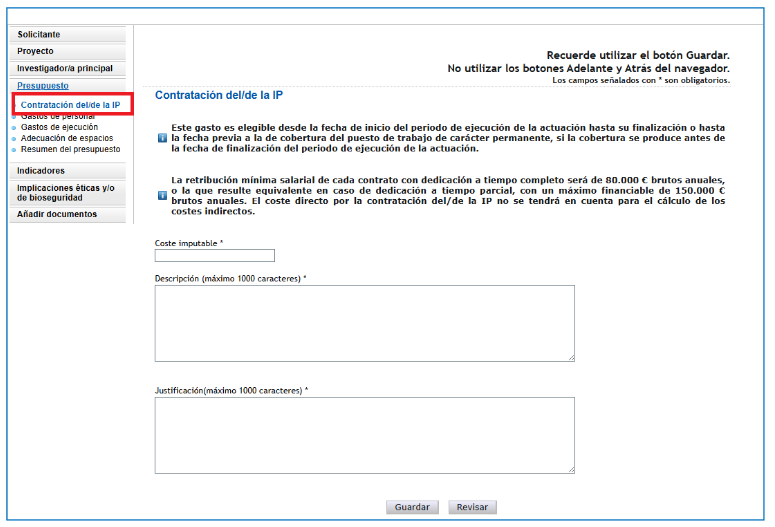 Solicitante
Proyecto
Investigador/a principal
Presupuesto
Contratación del/de la IP
Gastos de personal
Gastos de ejecución
Adecuación de espacios
Resumen del presupuesto
Indicadores
Implicaciones éticas y/o
de bioseguridad
Añadir documentos
Recuerde utilizar el botón Guardar.
No utilizar los botones Adelante y Atrás del navegador.
Los campos señalados con * son obligatorios.
Contratación del/de la IP
Este gasto es elegible desde la fecha de inicio del periodo de ejecución de la actuación hasta su finalización o hasta
la fecha previa a la de cobertura del puesto de trabajo de carácter permanente, si la cobertura se produce antes de
la fecha de finalización del periodo de ejecución de la actuación.
La retribución mínima salarial de cada contrato con dedicación a tiempo completo será de 80.000 € brutos anuales,
o la que resulte equivalente en caso de dedicación a tiempo parcial, con un máximo financiable de 150.000 €
brutos anuales. El coste directo por la contratación del/de la IP no se tendrá en cuenta para el cálculo de los
costes indirectos.
Coste imputable *
Descripción (máximo 1000 caracteres) *
Justificación(máximo 1000 caracteres) *
Guardar
Revisar